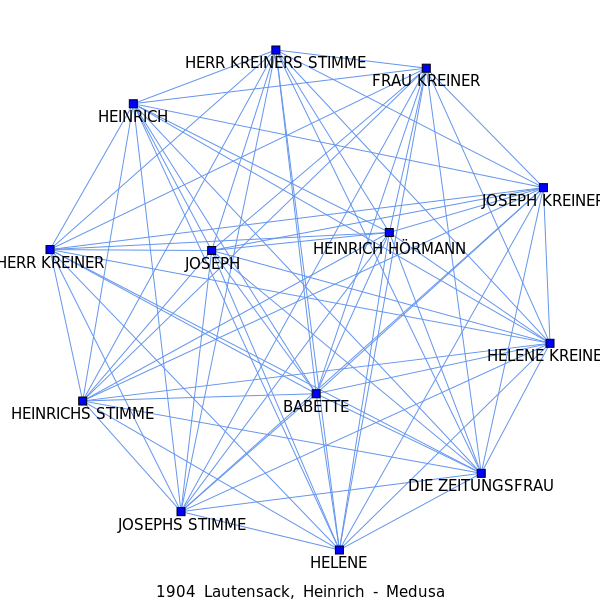 HERR KREINERS STIMME
FRAU KREINER
HEINRICH
JOSEPH KREINER
HEINRICH HÖRMANN
HERR KREINER
JOSEPH
HELENE KREINE
BABETTE
HEINRICHS STIMME
DIE ZEITUNGSFRAU
JOSEPHS STIMME
HELENE
1904 Lautensack, Heinrich - Medusa